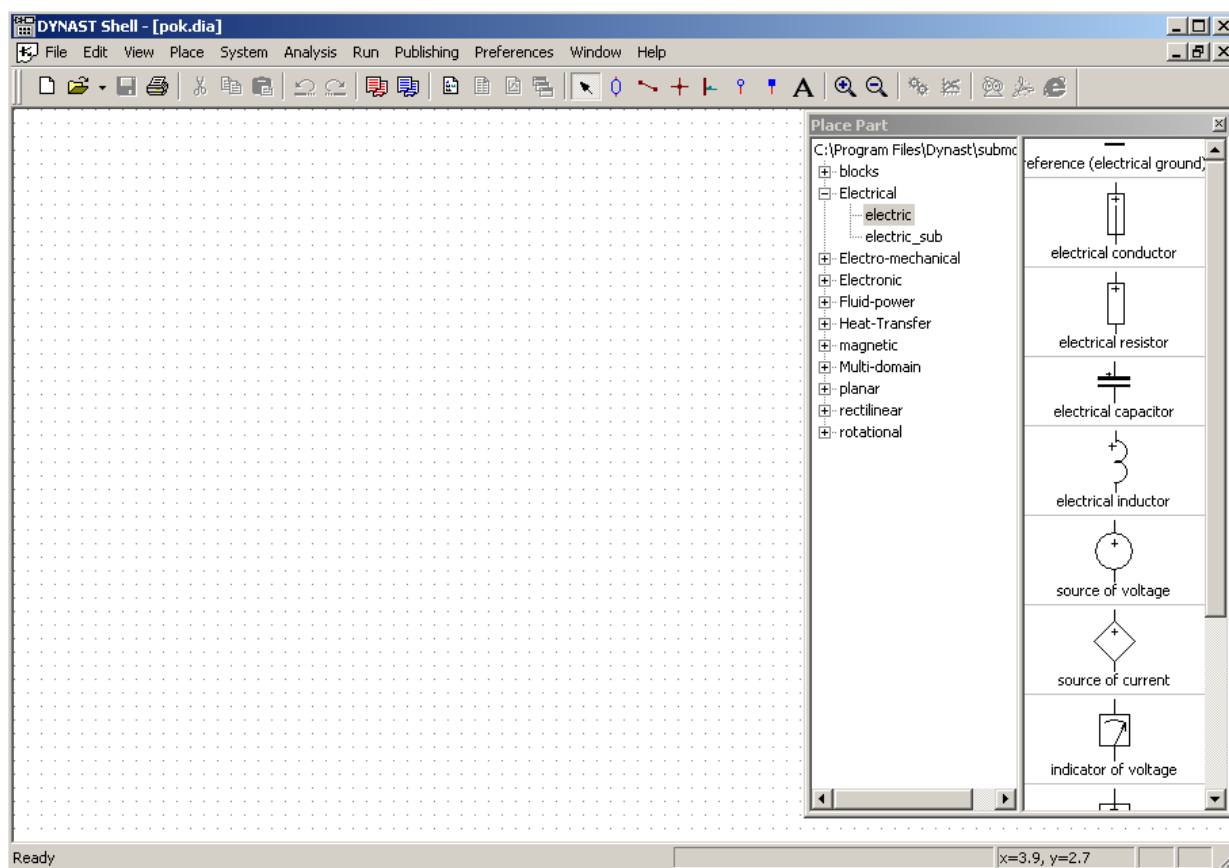 DYNAST Shell - [pok.dia]
File Edit View Place System Analysis Run Publishing Preferences Window Help
A
Place Part
C:\Program Files\Dynast\submo
blocks
Electrical
electric
electric_sub
Electro-mechanical
Electronic
Fluid-power
Heat-Transfer
magnetic
Multi-domain
planar
rectilinear
rotational
eference (electrical ground)
electrical conductor
electrical resistor
electrical capacitor
electrical inductor
source of voltage
source of current
indicator of voltage
Ready
x=3.9, y=2.7